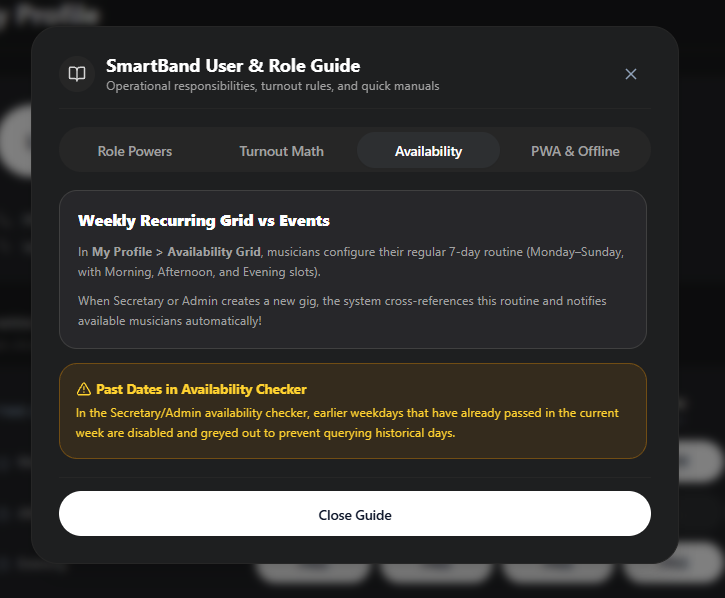 Profile
SmartBand User & Role Guide
Operational responsibilities, turnout rules, and quick manuals
Role Powers
Turnout Math
Availability
PWA & Offline
Weekly Recurring Grid vs Events
In My Profile > Availability Grid, musicians configure their regular 7-day routine (Monday–Sunday,
with Morning, Afternoon, and Evening slots).
When Secretary or Admin creates a new gig, the system cross-references this routine and notifies
available musicians automatically!
Past Dates in Availability Checker
In the Secretary/Admin availability checker, earlier weekdays that have already passed in the current
week are disabled and greyed out to prevent querying historical days.
Close Guide